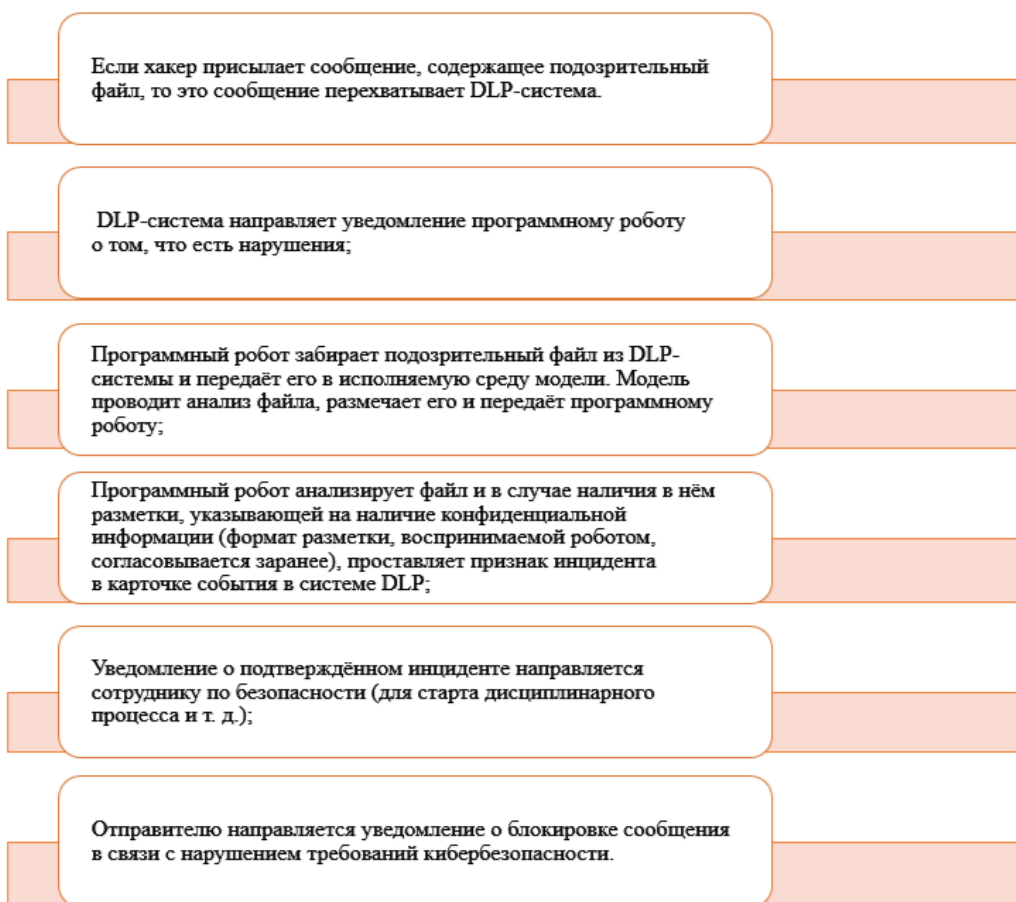 Если хакер присылает сообщение, содержащее подозрительный
файл, то это сообщение перехватывает DLP-система.
DLP-система направляет уведомление программному роботу
о том, что есть нарушения;
Программный робот забирает подозрительный файл из DLP-
системы и передаёт его в исполняемую среду модели. Модель
проводит анализ файла, размечает его и передаёт программному
роботу;
Программный робот анализирует файл и в случае наличия в нём
разметки, указывающей на наличие конфиденциальной
информации (формат разметки, воспринимаемой роботом,
согласовывается заранее), проставляет признак инцидента
в карточке события в системе DLP;
Уведомление о подтверждённом инциденте направляется
сотруднику по безопасности (для старта дисциплинарного
процесса и т. д.);
Отправителю направляется уведомление о блокировке сообщения
в связи с нарушением требований кибербезопасности.